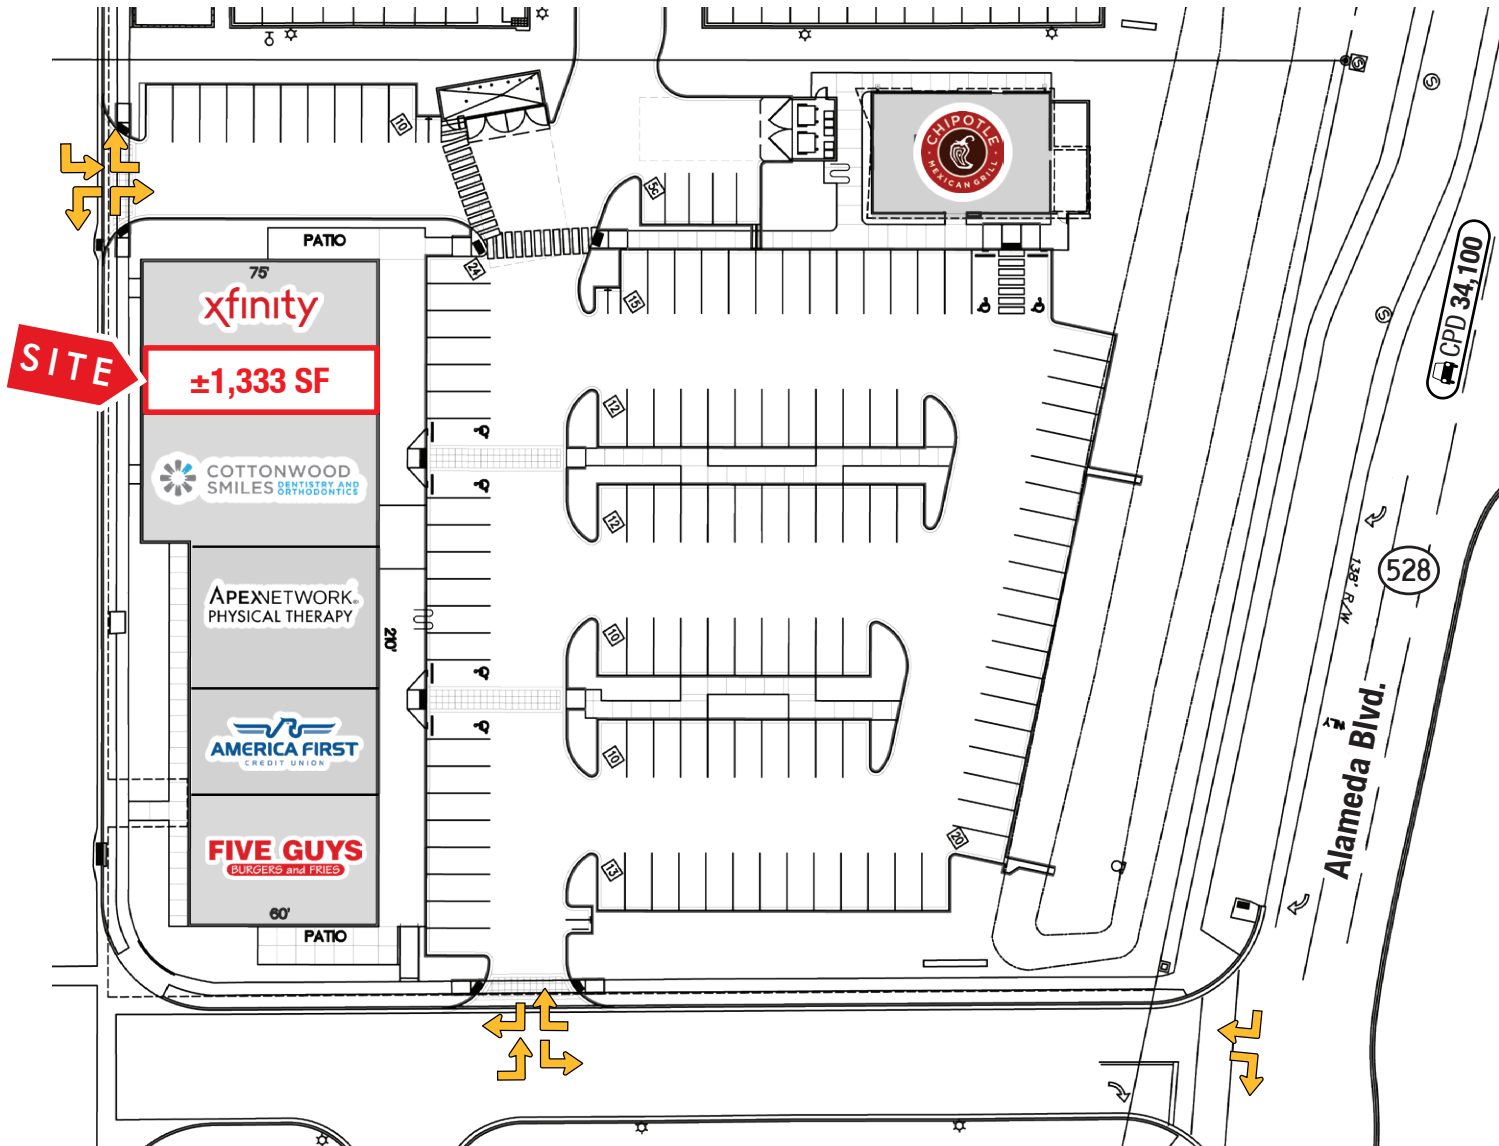 S
S
10
5c
CHIPOTLE
MEXICAN GRILL
PATIO
24
15
75'
xfinity
SITE
±1,333 SF
S
CPD 34,100
12
COTTONWOOD
SMILES DENTISTRY AND
ORTHODONTICS
12
528
138' R/W
APEXNETWORK
PHYSICAL THERAPY
210'
10
Alameda Blvd.
AMERICA FIRST
CREDIT UNION
10
20
FIVE GUYS
BURGERS and FRIES
13
60'
PATIO